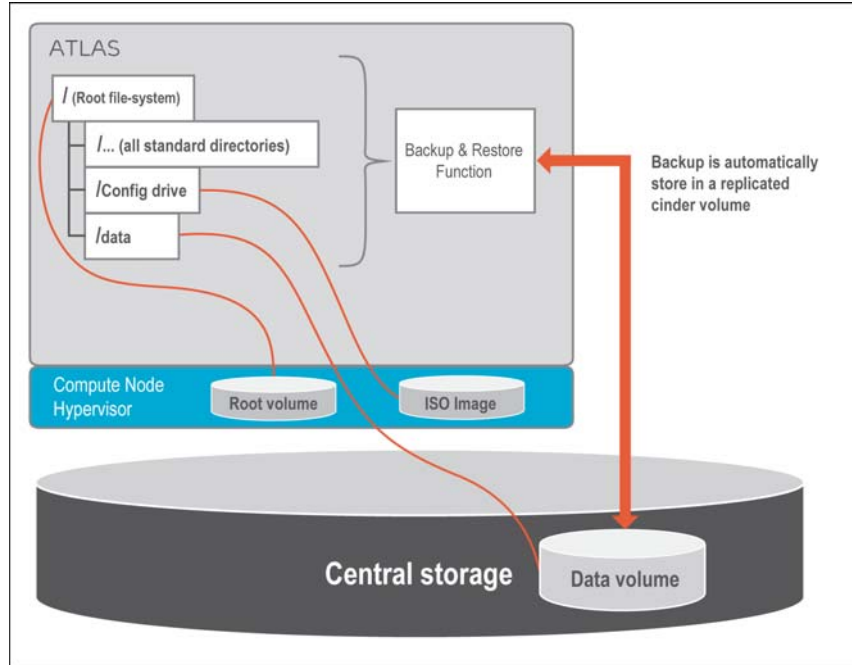 ATLAS
/ (Root file-system)
/... (all standard directories)
/Config drive
/data
Backup & Restore
Function
Backup is automatically
store in a replicated
cinder volume
Compute Node
Hypervisor
Root volume
ISO Image
Central storage
Data volume